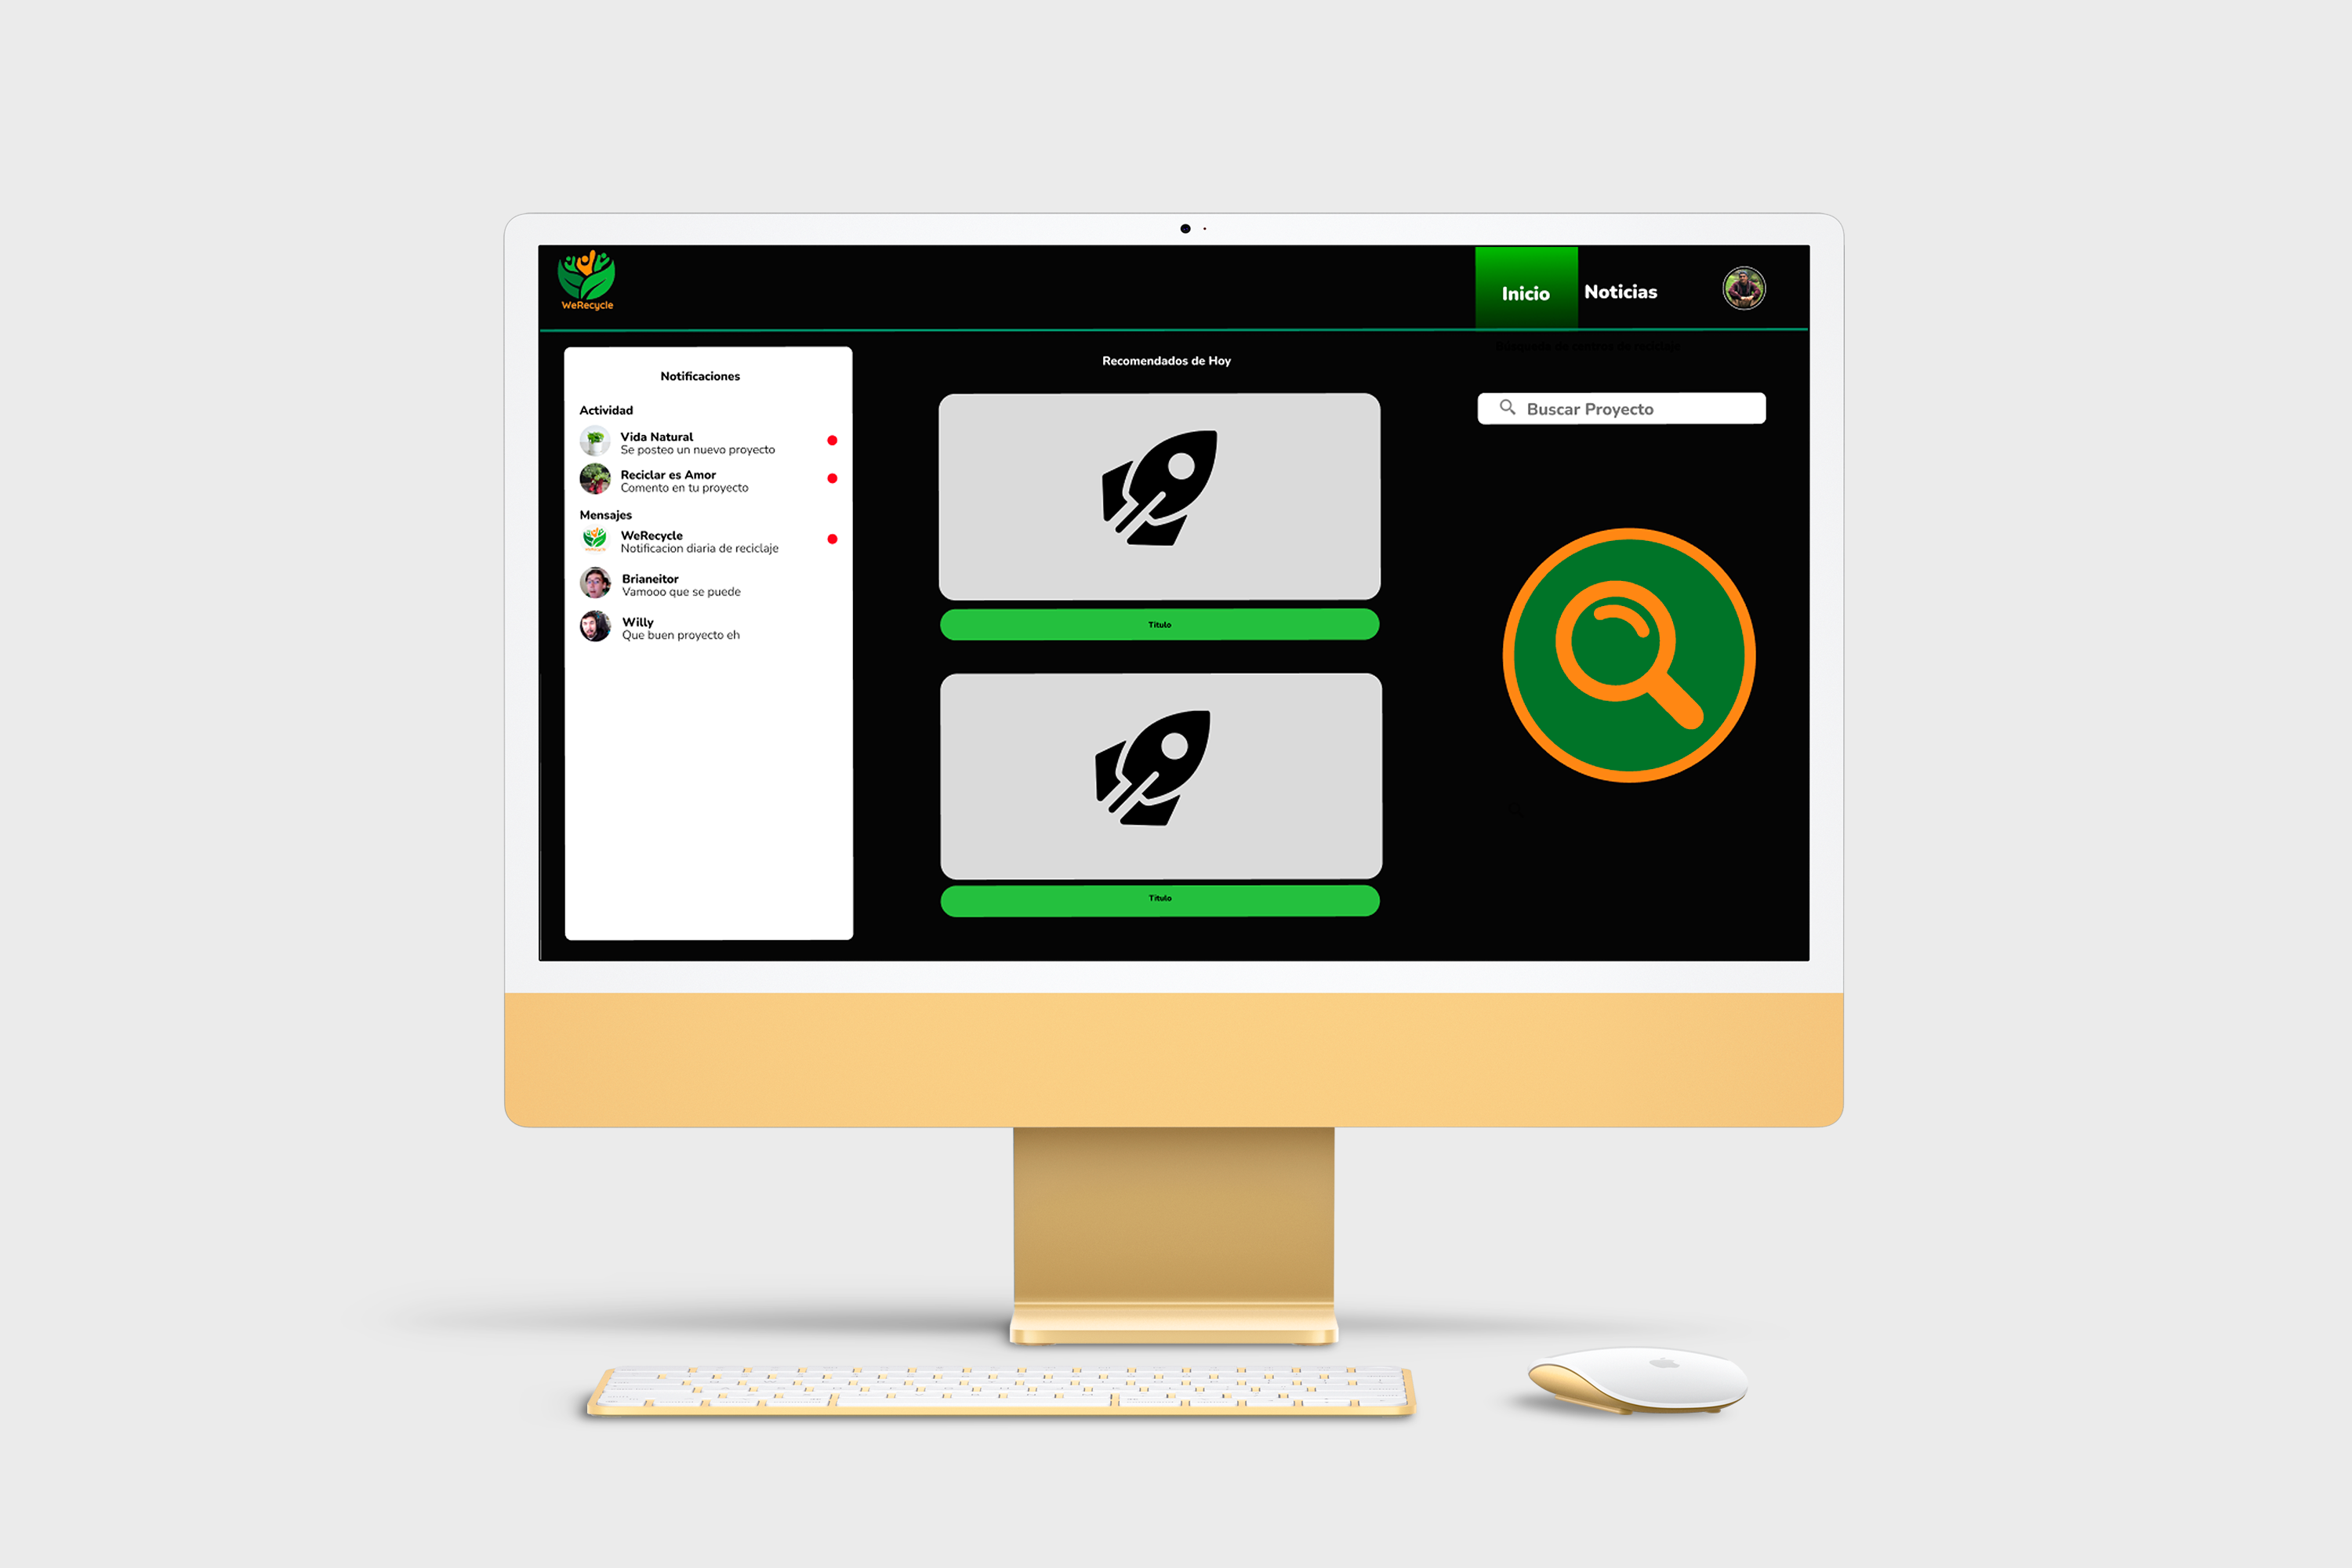 WeRecycle
Inicio
Noticias
Notificaciones
Actividad
Vida Natural
Se posteo un nuevo proyecto
Reciclar es Amor
Comento en tu proyecto
Mensajes
WeRecycle
Notificacion diaria de reciclaje
Brianeitor
Vamooo que se puede
Willy
Que buen proyecto eh
Recomendados de Hoy
Titulo
Titulo
Buscar Proyecto